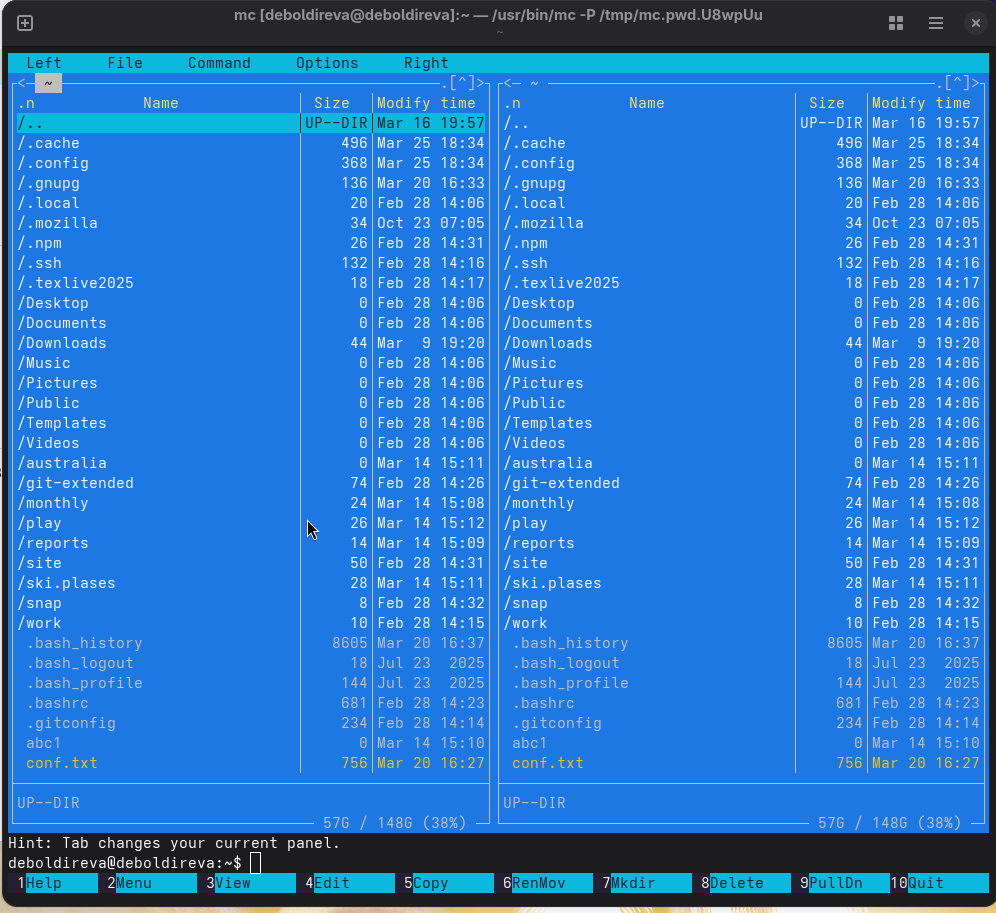 mc [deboldireva@deboldireva]:~ — /usr/bin/mc -P /tmp/mc.pwd.U8wpUu
~
Left File Command Options Right
<— ~ .[^]> <— ~ .[^]>
.n Name Size Modify time .n Name Size Modify time
/.. UP--DIR Mar 16 19:57 /.. UP--DIR Mar 16 19:57
/.cache 496 Mar 25 18:34 /.cache 496 Mar 25 18:34
/.config 368 Mar 25 18:34 /.config 368 Mar 25 18:34
/.gnupg 136 Mar 20 16:33 /.gnupg 136 Mar 20 16:33
/.local 20 Feb 28 14:06 /.local 20 Feb 28 14:06
/.mozilla 34 Oct 23 07:05 /.mozilla 34 Oct 23 07:05
/.npm 26 Feb 28 14:31 /.npm 26 Feb 28 14:31
/.ssh 132 Feb 28 14:16 /.ssh 132 Feb 28 14:16
/.texlive2025 18 Feb 28 14:17 /.texlive2025 18 Feb 28 14:17
/Desktop 0 Feb 28 14:06 /Desktop 0 Feb 28 14:06
/Documents 0 Feb 28 14:06 /Documents 0 Feb 28 14:06
/Downloads 44 Mar 9 19:20 /Downloads 44 Mar 9 19:20
/Music 0 Feb 28 14:06 /Music 0 Feb 28 14:06
/Pictures 0 Feb 28 14:06 /Pictures 0 Feb 28 14:06
/Public 0 Feb 28 14:06 /Public 0 Feb 28 14:06
/Templates 0 Feb 28 14:06 /Templates 0 Feb 28 14:06
/Videos 0 Feb 28 14:06 /Videos 0 Feb 28 14:06
/australia 0 Mar 14 15:11 /australia 0 Mar 14 15:11
/git-extended 74 Feb 28 14:26 /git-extended 74 Feb 28 14:26
/monthly 24 Mar 14 15:08 /monthly 24 Mar 14 15:08
/play 26 Mar 14 15:12 /play 26 Mar 14 15:12
/reports 14 Mar 14 15:09 /reports 14 Mar 14 15:09
/site 50 Feb 28 14:31 /site 50 Feb 28 14:31
/ski.plases 28 Mar 14 15:11 /ski.plases 28 Mar 14 15:11
/snap 8 Feb 28 14:32 /snap 8 Feb 28 14:32
/work 10 Feb 28 14:15 /work 10 Feb 28 14:15
.bash_history 8605 Mar 20 16:37 .bash_history 8605 Mar 20 16:37
.bash_logout 18 Jul 23 2025 .bash_logout 18 Jul 23 2025
.bash_profile 144 Jul 23 2025 .bash_profile 144 Jul 23 2025
.bashrc 681 Feb 28 14:23 .bashrc 681 Feb 28 14:23
.gitconfig 234 Feb 28 14:14 .gitconfig 234 Feb 28 14:14
abc1 0 Mar 14 15:10 abc1 0 Mar 14 15:10
conf.txt 756 Mar 20 16:27 conf.txt 756 Mar 20 16:27
UP--DIR UP--DIR
57G / 148G (38%) 57G / 148G (38%)
Hint: Tab changes your current panel.
deboldireva@deboldireva:~$
1Help 2Menu 3View 4Edit 5Copy 6RenMov 7Mkdir 8Delete 9PullDn 10Quit